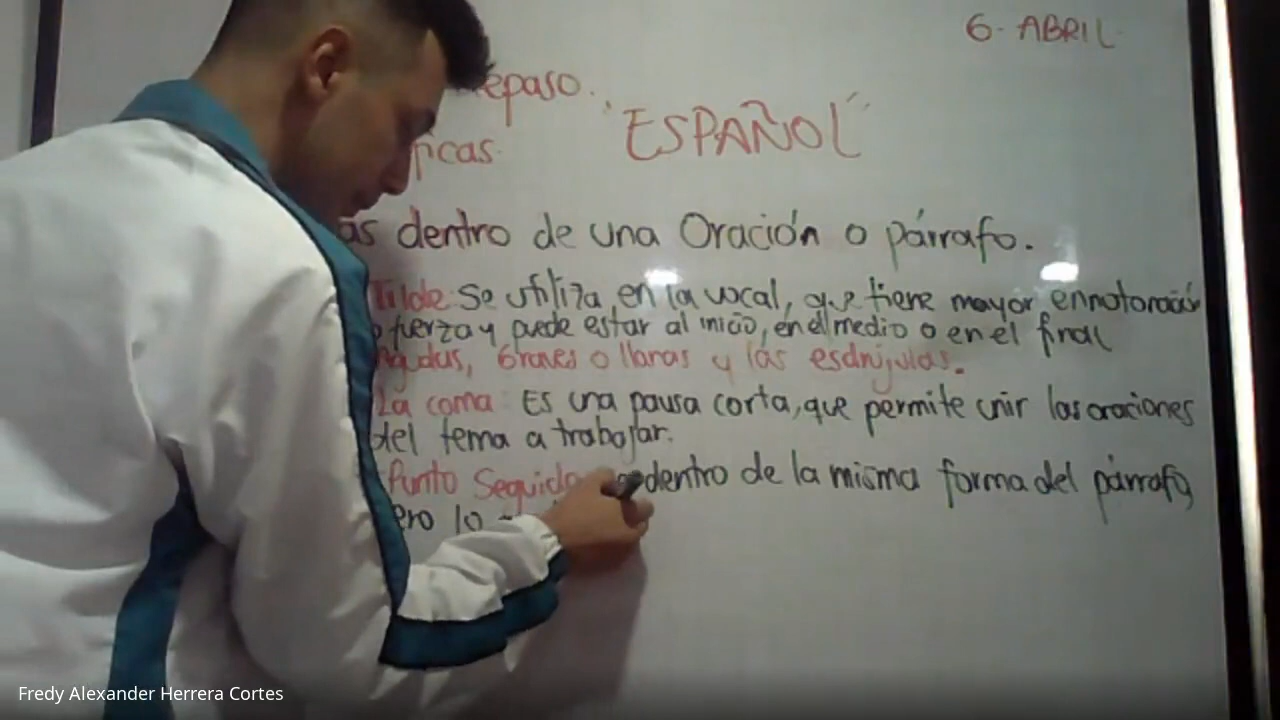 6. ABRIL
epaso.
"ESPAÑOL"
ficas.
as dentro de una Oración o párrafo.
Tilde: Se utiliza en la vocal, que tiene mayor ennotoración
o fuerza y puede estar al inicio, en el medio o en el final
Agudas, Graves o llanas y las esdrújulas.
La coma: Es una pausa corta, que permite unir las oraciones
del tema a trabajar.
Punto Seguido dentro de la misma forma del párrafo,
ero lo
Fredy Alexander Herrera Cortes